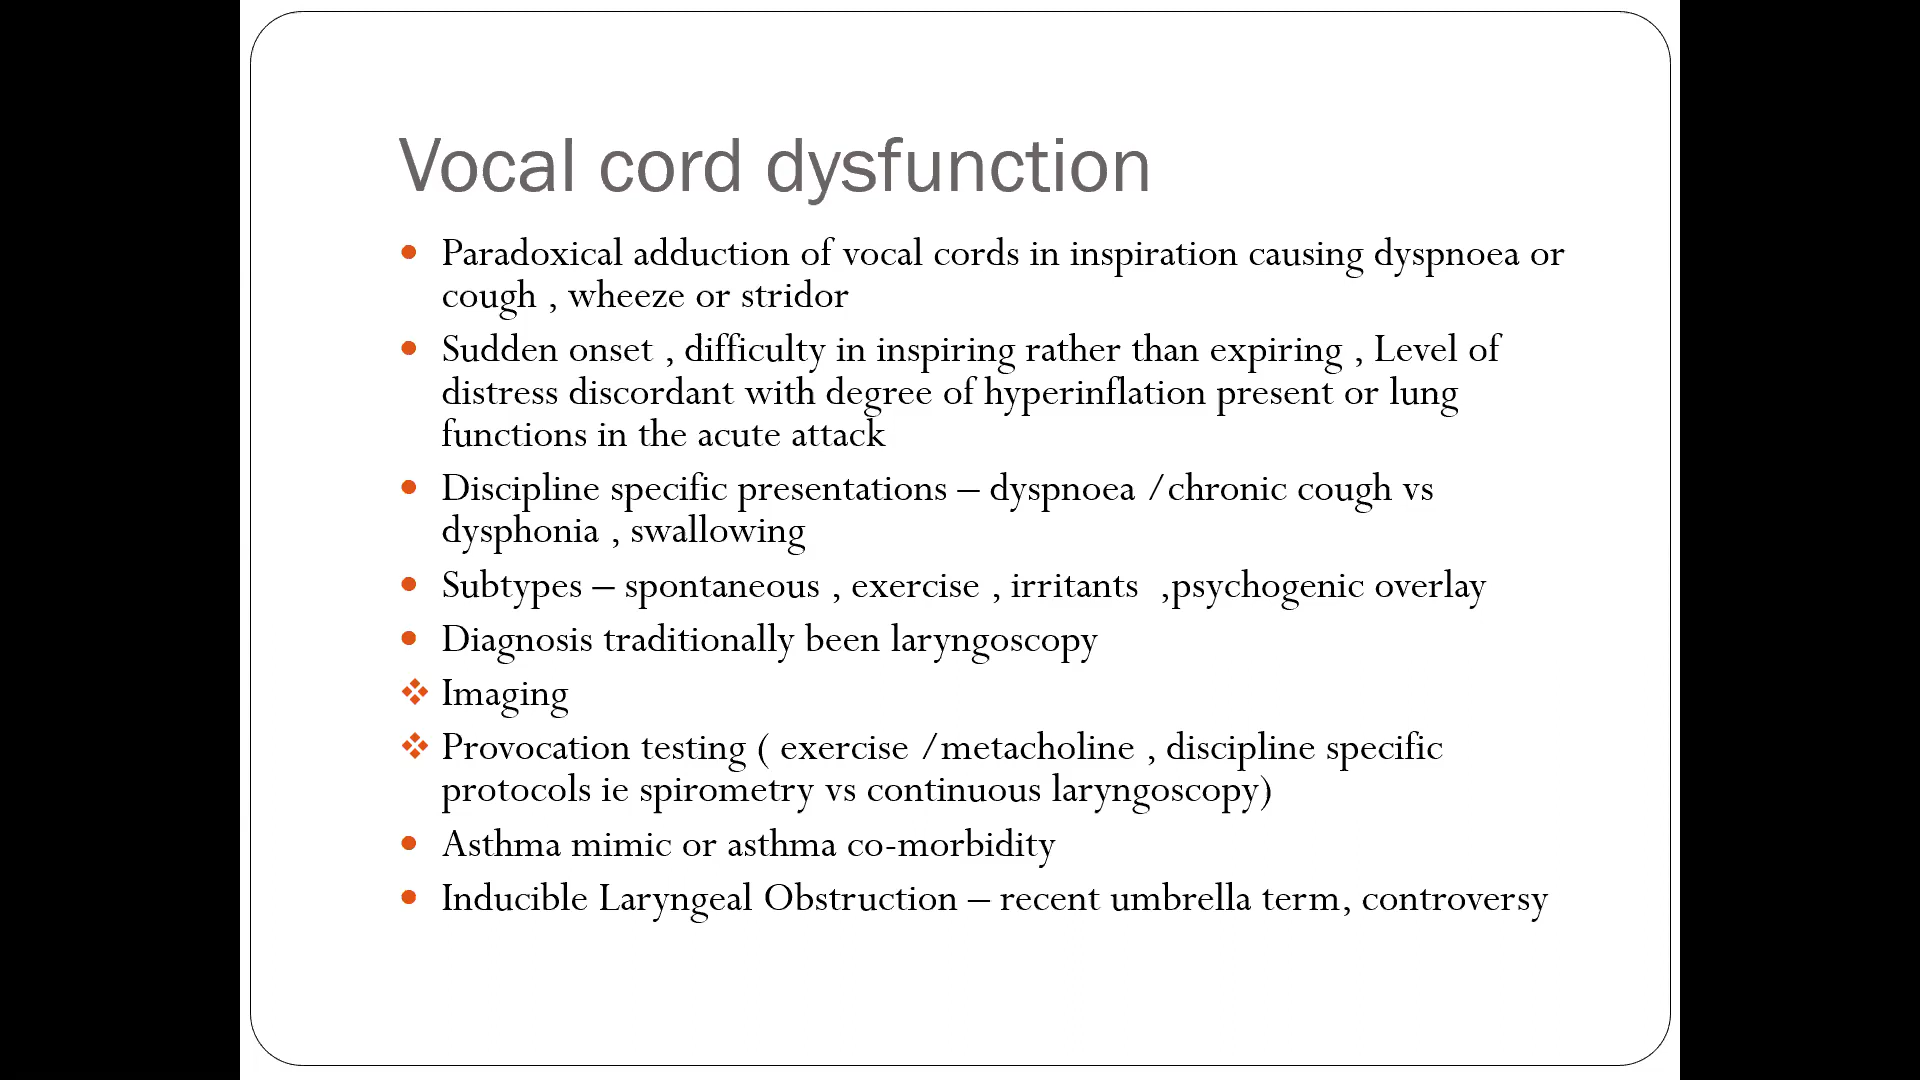 Vocal cord dysfunction
Paradoxical adduction of vocal cords in inspiration causing dyspnoea or
cough , wheeze or stridor
Sudden onset , difficulty in inspiring rather than expiring , Level of
distress discordant with degree of hyperinflation present or lung
functions in the acute attack
Discipline specific presentations – dyspnoea /chronic cough vs
dysphonia , swallowing
Subtypes – spontaneous , exercise , irritants  ,psychogenic overlay
Diagnosis traditionally been laryngoscopy
Imaging
Provocation testing ( exercise /metacholine , discipline specific
protocols ie spirometry vs continuous laryngoscopy)
Asthma mimic or asthma co-morbidity
Inducible Laryngeal Obstruction – recent umbrella term, controversy